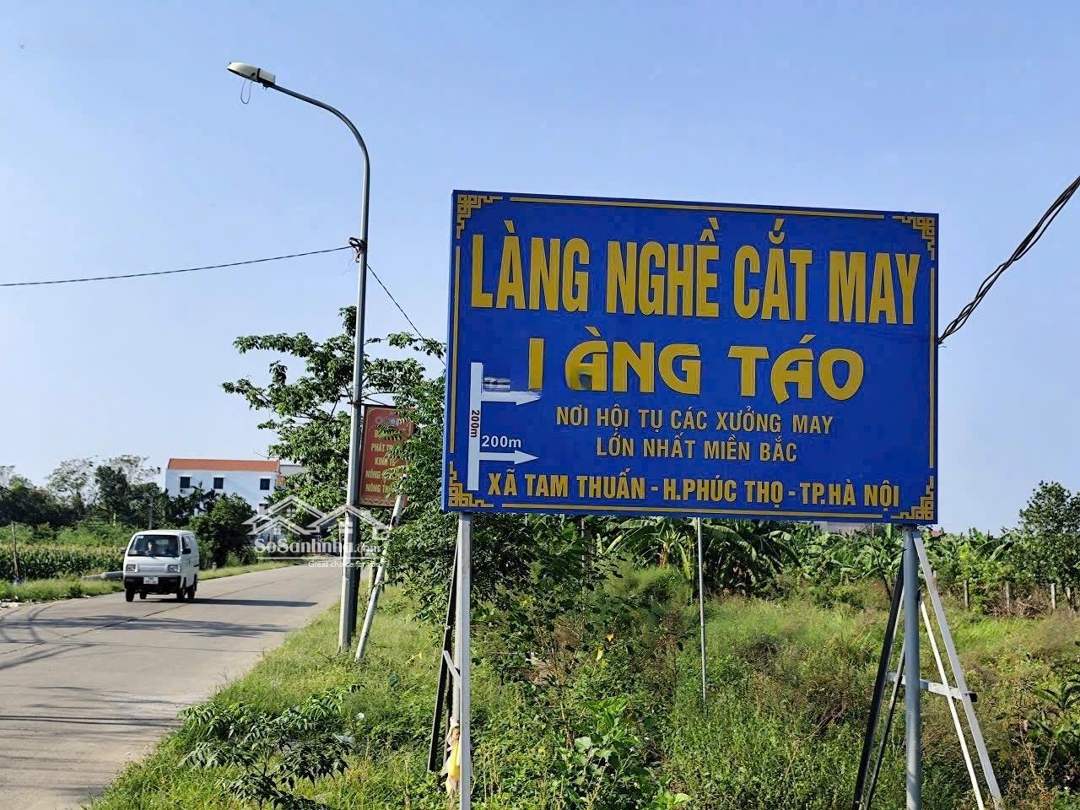 LÀNG NGHỀ CẮT MAY
LÀNG TÁO
NƠI HỘI TỤ CÁC XƯỞNG MAY
LỚN NHẤT MIỀN BẮC
200m
200m
XÃ TAM THUẤN - H.PHÚC THỌ - TP.HÀ NỘI